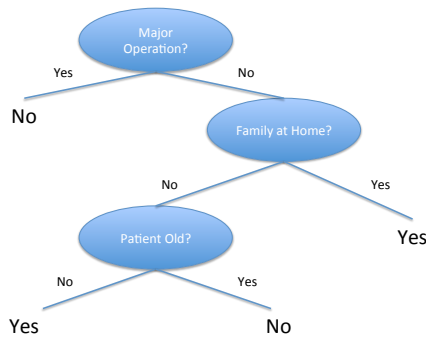 Major
Operation?
Yes
No
No
Family at Home?
No
Yes
Patient Old?
Yes
No
Yes
Yes
No